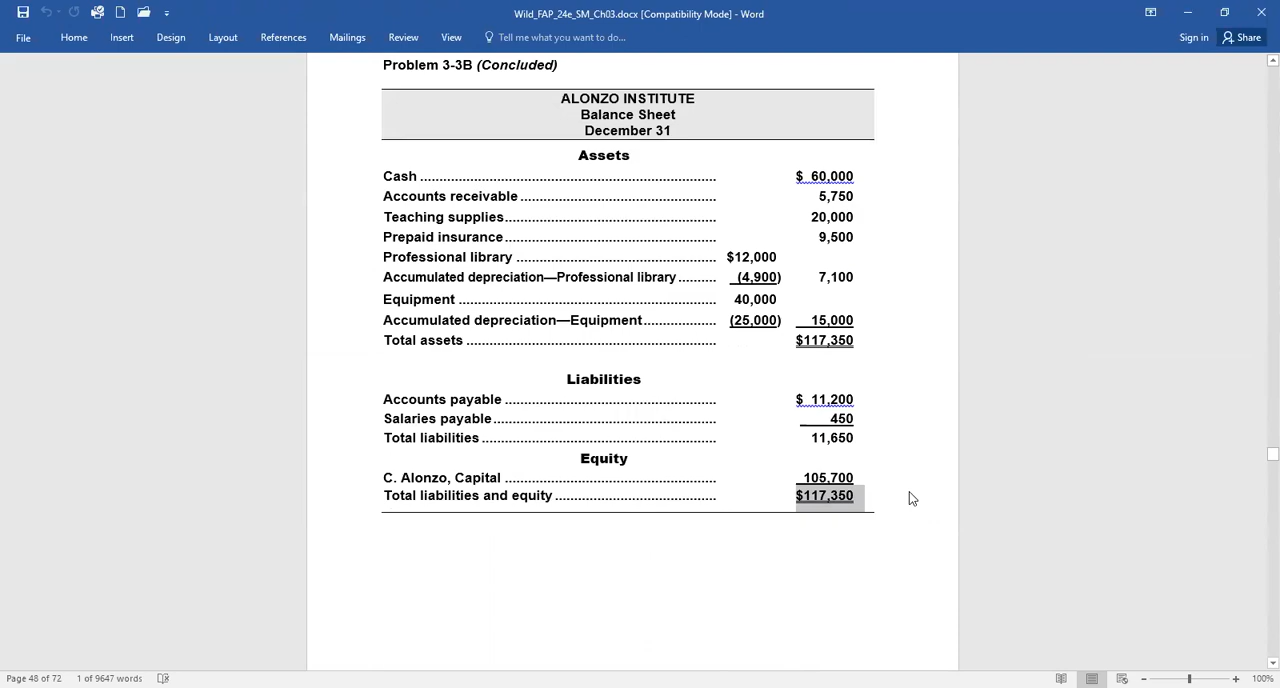 Wild_FAP_24e_SM_Ch03.docx [Compatibility Mode] - Word
File Home Insert Design Layout References Mailings Review View Tell me what you want to do... Sign in Share
Problem 3-3B (Concluded)
ALONZO INSTITUTE
Balance Sheet
December 31
Assets
Cash ........................................................................... $ 60,000
Accounts receivable ................................................. 5,750
Teaching supplies..................................................... 20,000
Prepaid insurance..................................................... 9,500
Professional library .................................................. $12,000
Accumulated depreciation—Professional library .......... (4,900) 7,100
Equipment ................................................................. 40,000
Accumulated depreciation—Equipment................... (25,000) 15,000
Total assets ............................................................... $117,350
Liabilities
Accounts payable ..................................................... $ 11,200
Salaries payable........................................................ 450
Total liabilities ........................................................... 11,650
Equity
C. Alonzo, Capital ..................................................... 105,700
Total liabilities and equity ......................................... $117,350
Page 48 of 72 1 of 9647 words 100%